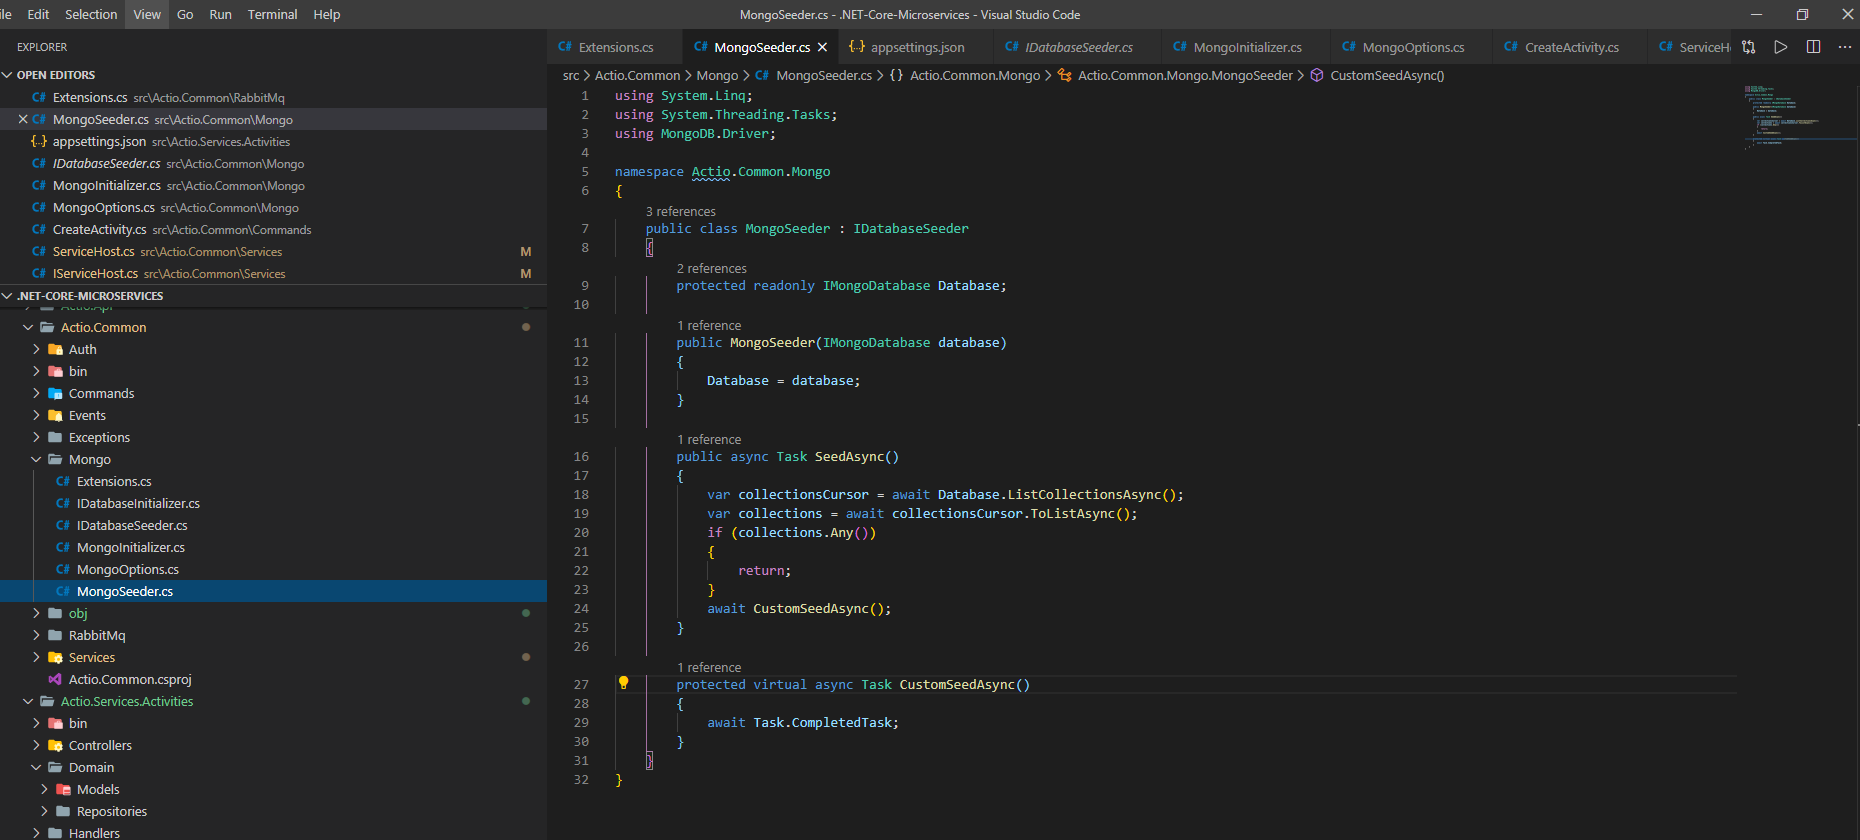 ile Edit Selection View Go Run Terminal Help MongoSeeder.cs - .NET-Core-Microservices - Visual Studio Code
EXPLORER
OPEN EDITORS
C# Extensions.cs src\Actio.Common\RabbitMq
C# MongoSeeder.cs src\Actio.Common\Mongo
{..} appsettings.json src\Actio.Services.Activities
C# IDatabaseSeeder.cs src\Actio.Common\Mongo
C# MongoInitializer.cs src\Actio.Common\Mongo
C# MongoOptions.cs src\Actio.Common\Mongo
C# CreateActivity.cs src\Actio.Common\Commands
C# ServiceHost.cs src\Actio.Common\Services M
C# IServiceHost.cs src\Actio.Common\Services M
.NET-CORE-MICROSERVICES
Actio.Api
Actio.Common
Auth
bin
Commands
Events
Exceptions
Mongo
C# Extensions.cs
C# IDatabaseInitializer.cs
C# IDatabaseSeeder.cs
C# MongoInitializer.cs
C# MongoOptions.cs
C# MongoSeeder.cs
obj
RabbitMq
Services
Actio.Common.csproj
Actio.Services.Activities
bin
Controllers
Domain
Models
Repositories
Handlers
C# Extensions.cs C# MongoSeeder.cs {..} appsettings.json C# IDatabaseSeeder.cs C# MongoInitializer.cs C# MongoOptions.cs C# CreateActivity.cs C# ServiceHo
src > Actio.Common > Mongo > C# MongoSeeder.cs > {} Actio.Common.Mongo > Actio.Common.Mongo.MongoSeeder > CustomSeedAsync()
1 using System.Linq;
2 using System.Threading.Tasks;
3 using MongoDB.Driver;
4
5 namespace Actio.Common.Mongo
6 {
3 references
7 public class MongoSeeder : IDatabaseSeeder
8 {
2 references
9 protected readonly IMongoDatabase Database;
10
1 reference
11 public MongoSeeder(IMongoDatabase database)
12 {
13 Database = database;
14 }
15
1 reference
16 public async Task SeedAsync()
17 {
18 var collectionsCursor = await Database.ListCollectionsAsync();
19 var collections = await collectionsCursor.ToListAsync();
20 if (collections.Any())
21 {
22 return;
23 }
24 await CustomSeedAsync();
25 }
26
1 reference
27 protected virtual async Task CustomSeedAsync()
28 {
29 await Task.CompletedTask;
30 }
31 }
32 }